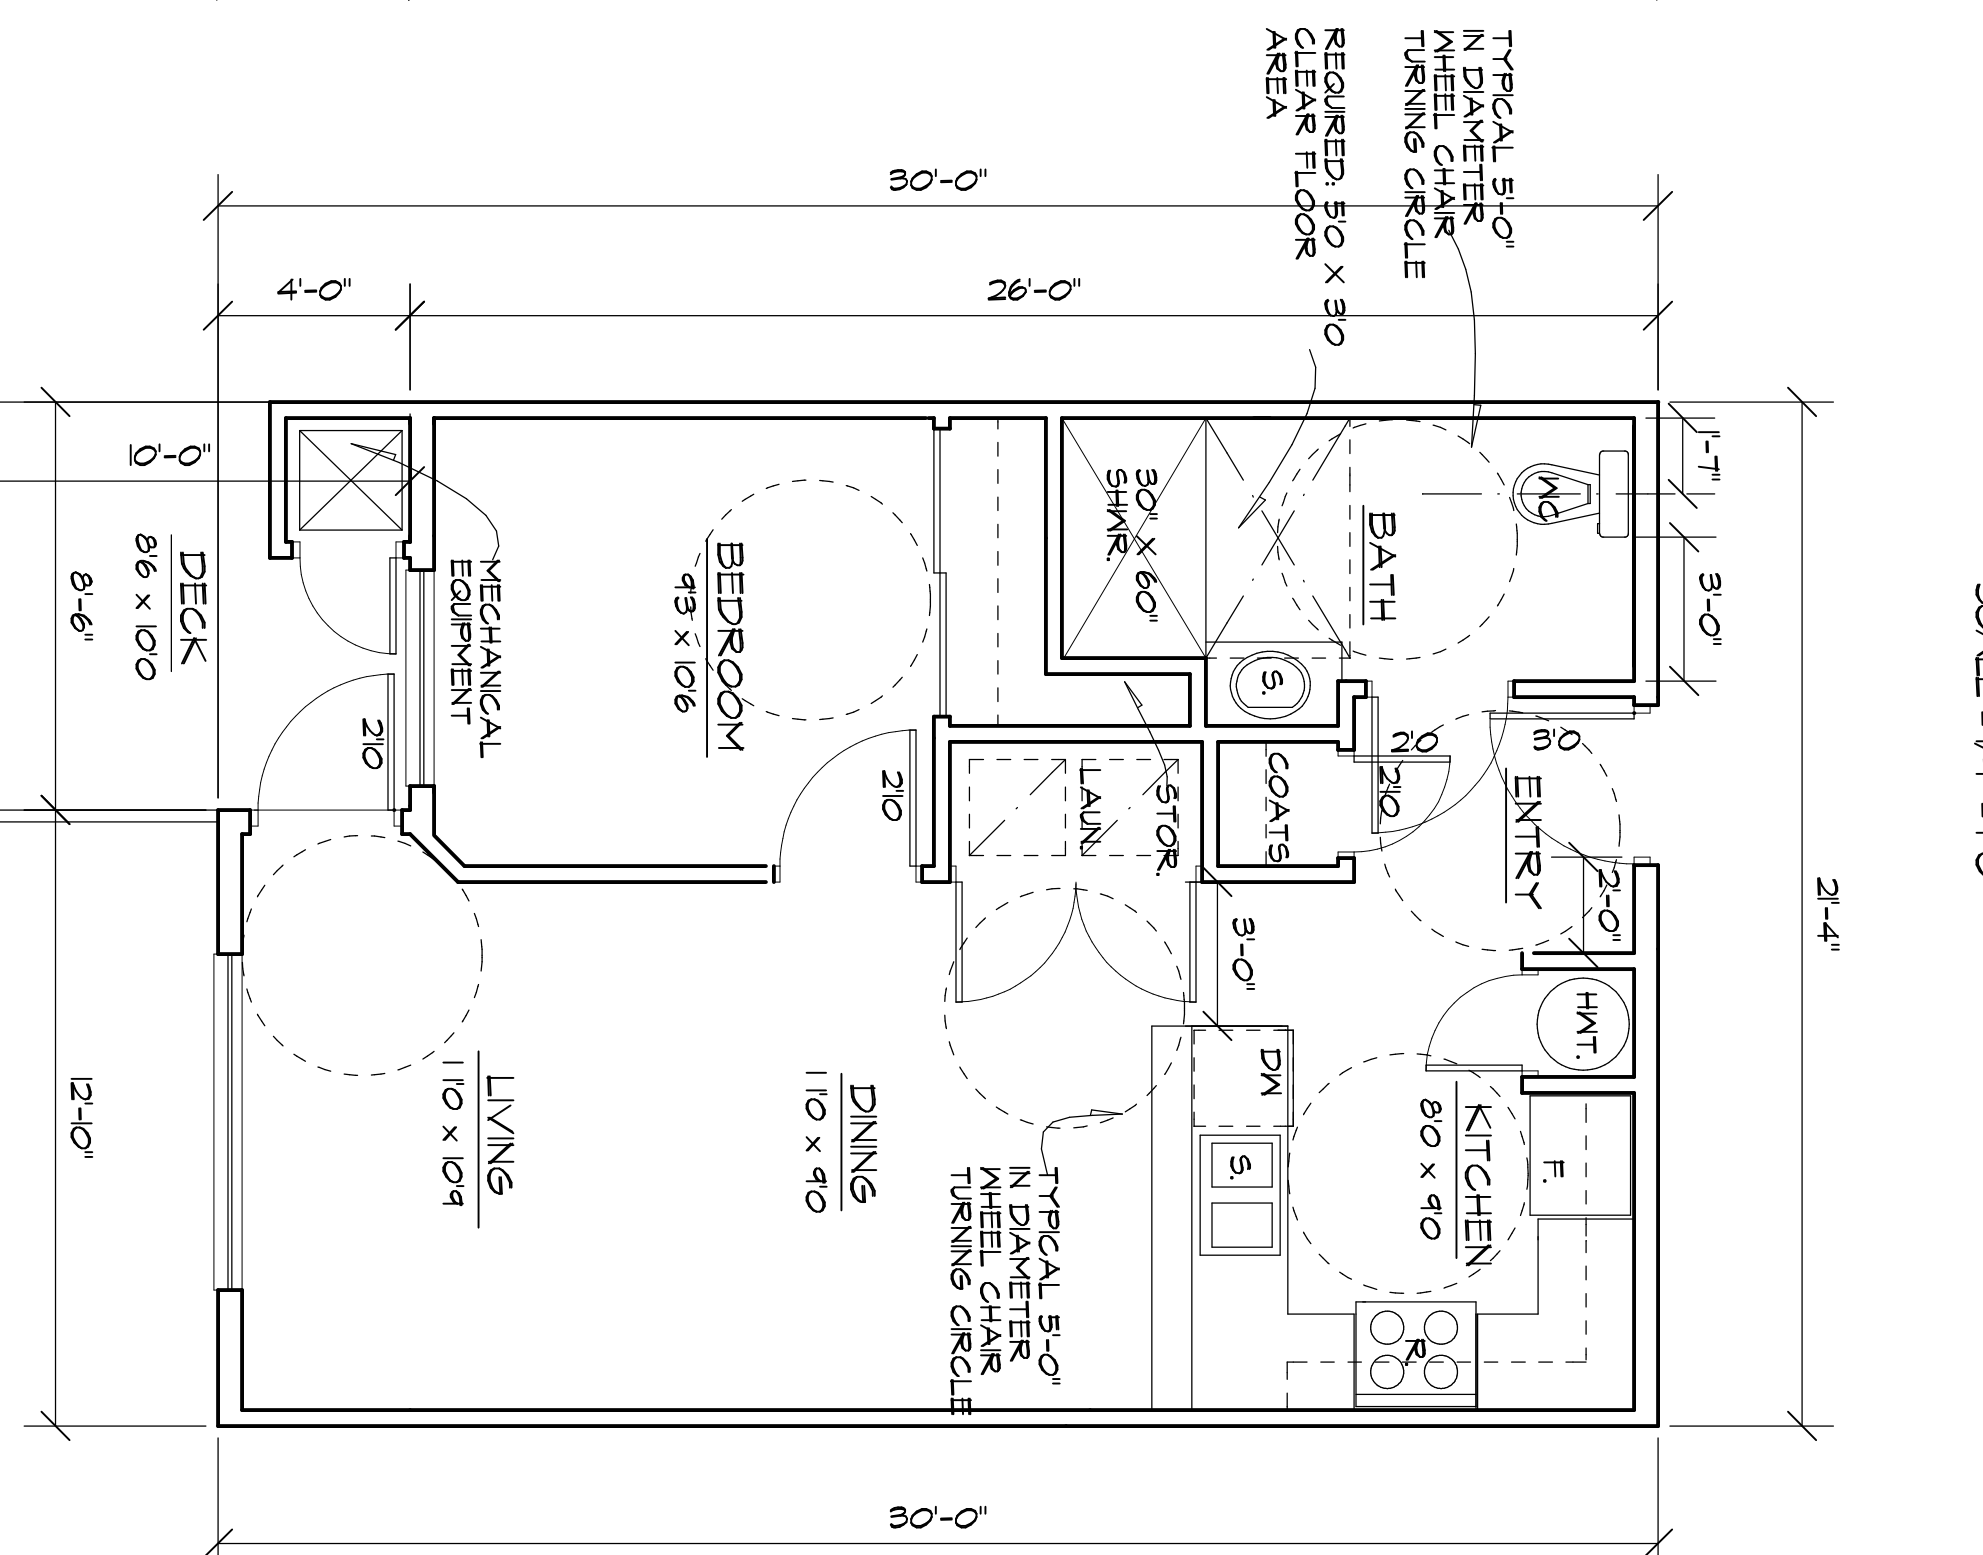 TYPICAL 5'-0"
IN DIAMETER
WHEEL CHAIR
TURNING CIRCLE
REQUIRED: 5'0 X 3'0
CLEAR FLOOR
AREA
30'-0"
4'-0"
26'-0"
1'-7"
3'-0"
21'-4"
10'-0"
8'-6"
12'-10"
DECK
8'6 x 10'0
MECHANICAL
EQUIPMENT
2'10
BEDROOM
9'3 x 10'6
2'10
30" X 60"
SHWR.
BATH
WC
S.
STOR.
LAUN.
COATS
2'0
2'10
3'0
ENTRY
2'-0"
3'-0"
HWT.
DW
S.
F.
KITCHEN
8'0 x 9'0
R.
LIVING
11'0 x 10'9
DINING
11'0 x 9'0
TYPICAL 5'-0"
IN DIAMETER
WHEEL CHAIR
TURNING CIRCLE
30'-0"